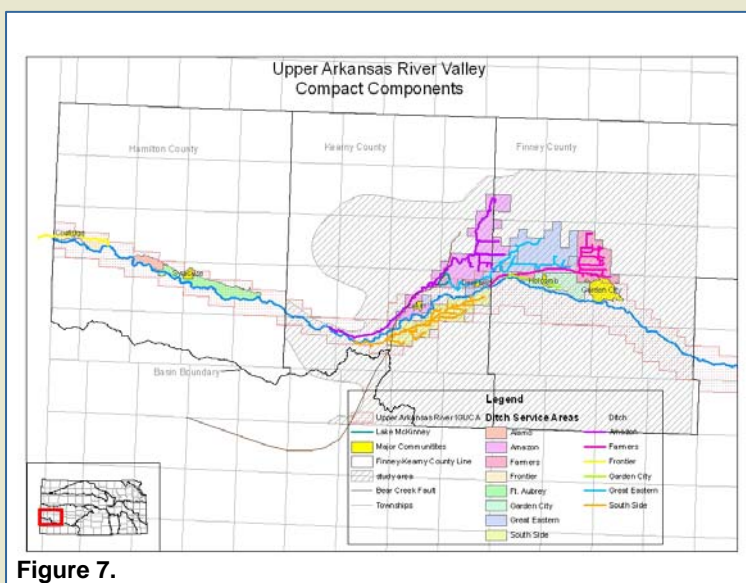 Upper Arkansas River Valley
Compact Components
Hamilton County
Kearny County
Finney County
Coolidge
Syracuse
Lakin
Holcomb
Garden City
Basin Boundary
Legend
Upper Arkansas River IGUCA
Lake McKinney
Major Communitites
Finney-Kearny County Line
study area
Bear Creek Fault
Townships
Ditch Service Areas
Alamo
Amazon
Farmers
Frontier
Ft. Aubrey
Garden City
Great Eastern
South Side
Ditch
Amazon
Farmers
Frontier
Garden City
Great Eastern
South Side
Figure 7.